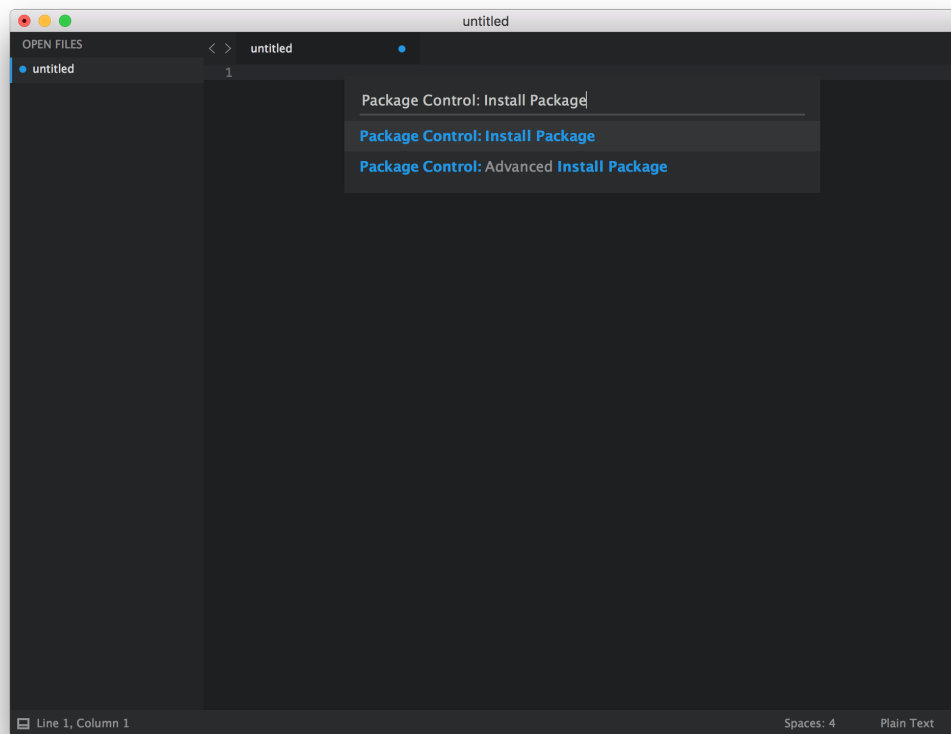 untitled
OPEN FILES
untitled
untitled
1
Package Control: Install Package
Package Control: Install Package
Package Control: Advanced Install Package
Line 1, Column 1
Spaces: 4
Plain Text